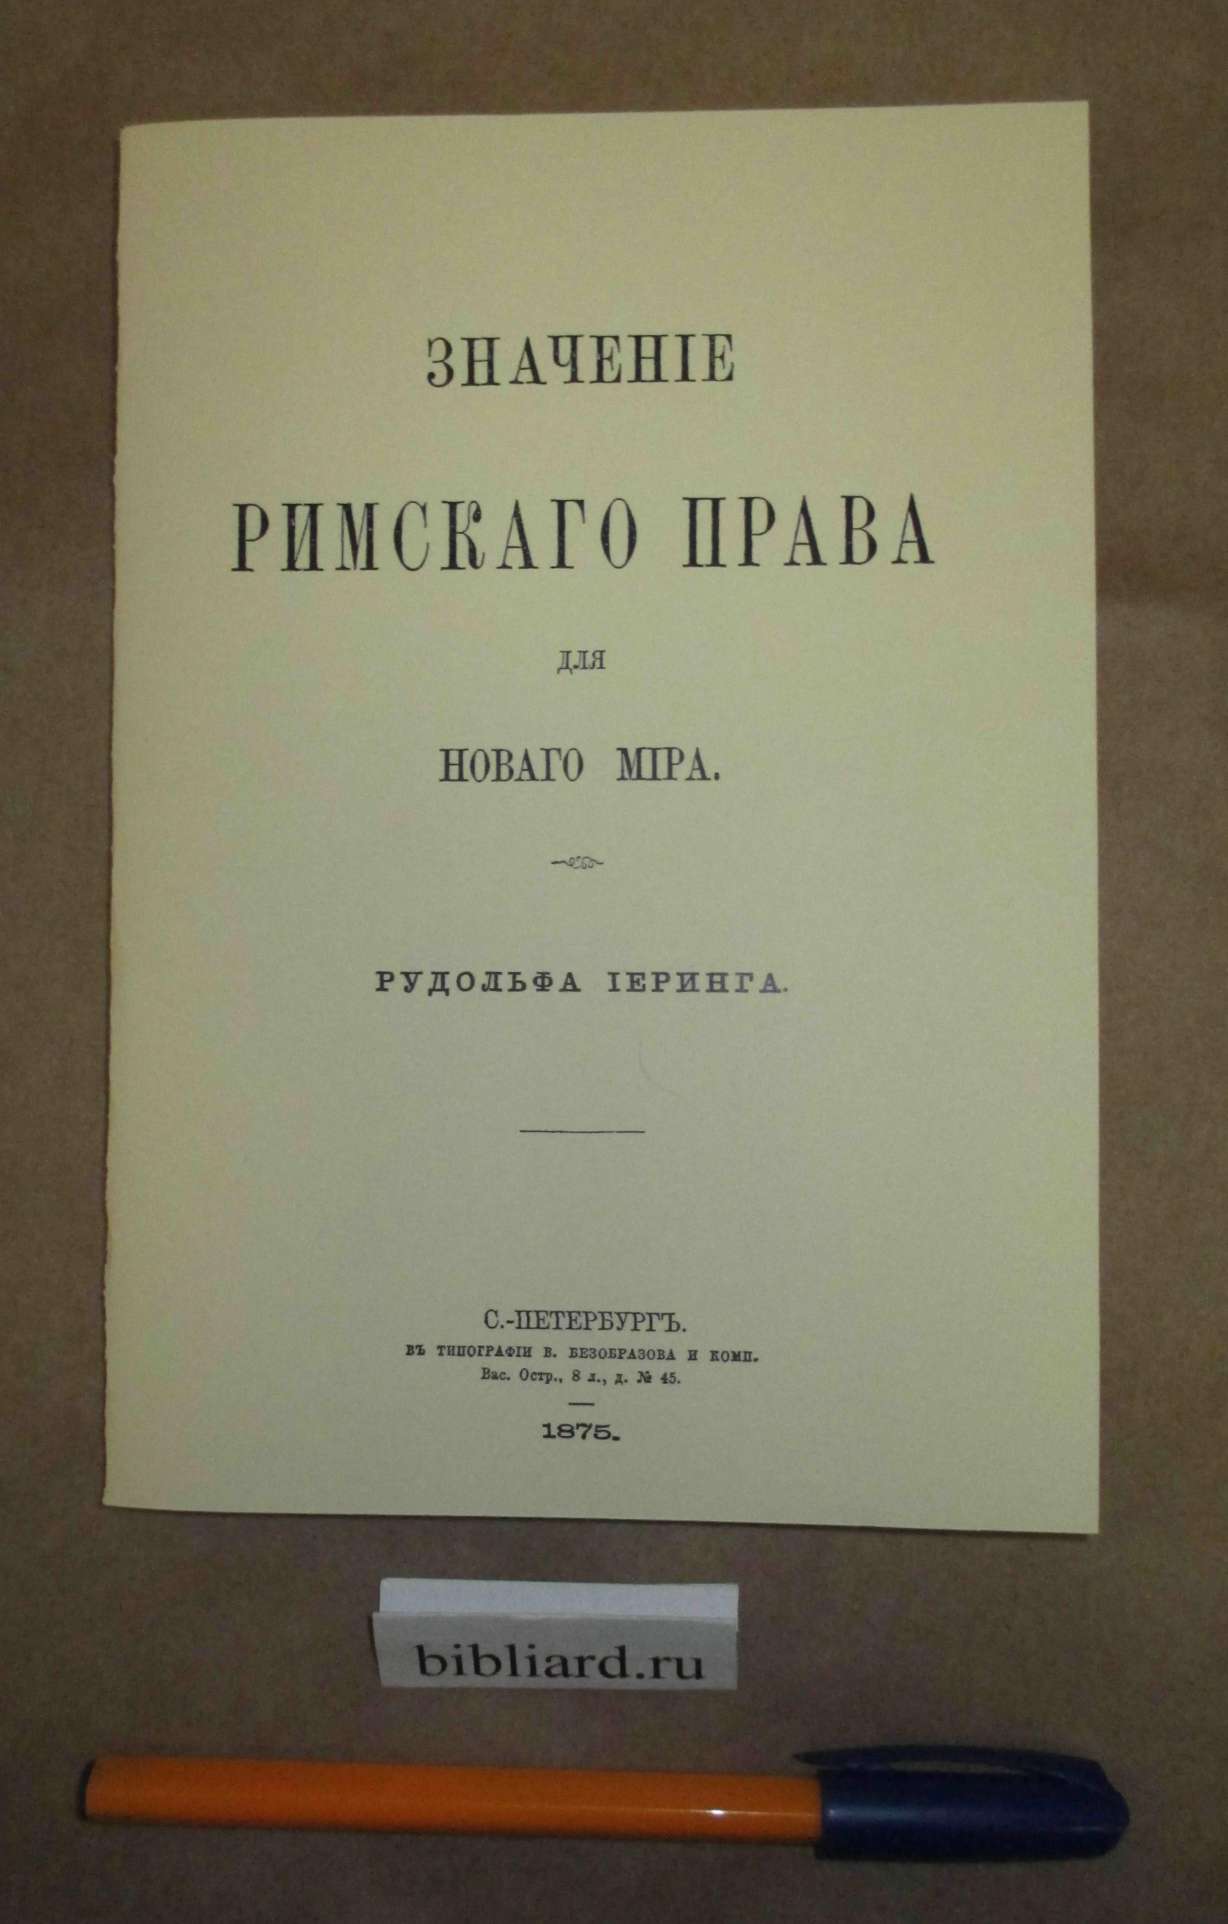 ЗНАЧЕНІЕ
РИМСКАГО ПРАВА
ДЛЯ
НОВАГО МІРА.
РУДОЛЬФА ІЕРИНГА.
С.-ПЕТЕРБУРГЪ.
ВЪ ТИПОГРАФІИ В. БЕЗОБРАЗОВА И КОМП.
Вас. Остр., 8 л., д. № 45.
1875.
bibliard.ru